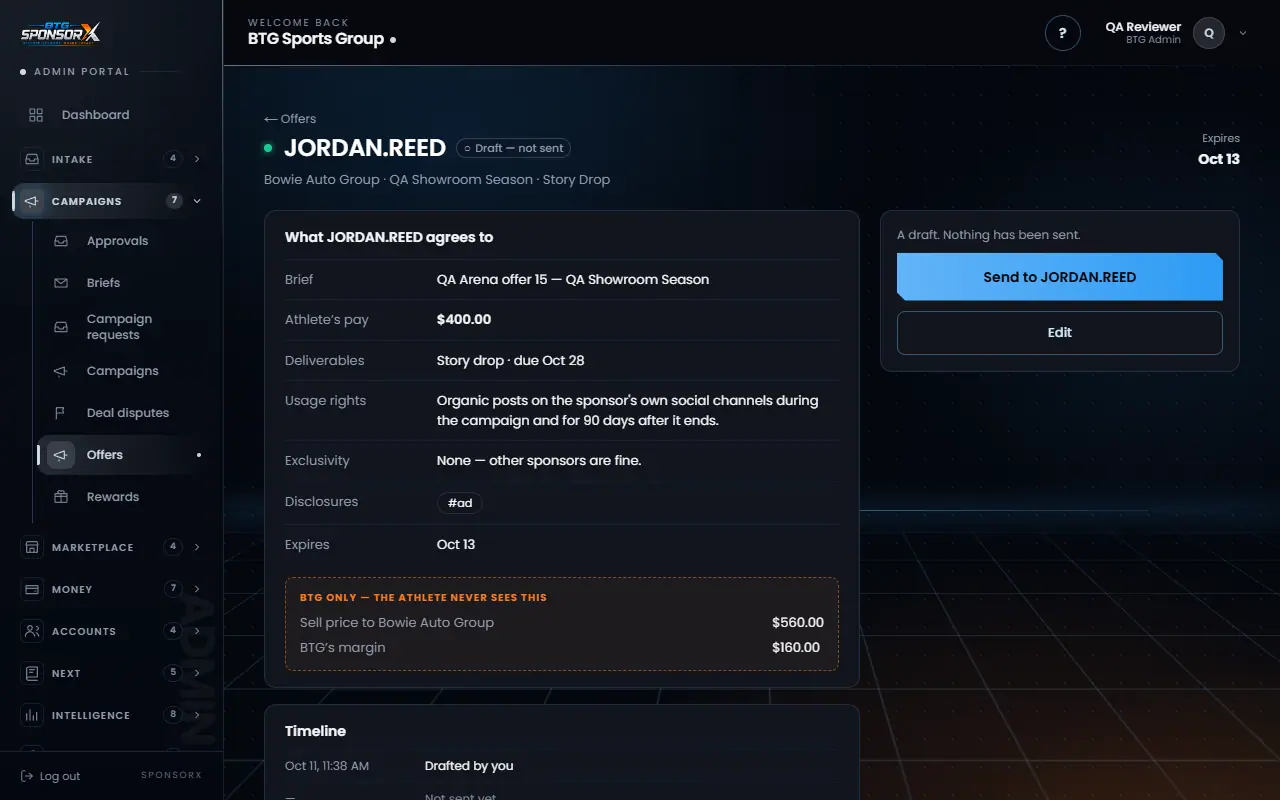 BTG
SPONSORX
ADMIN PORTAL
Dashboard
INTAKE 4
CAMPAIGNS 7
Approvals
Briefs
Campaign
requests
Campaigns
Deal disputes
Offers
Rewards
MARKETPLACE 4
MONEY 7
ACCOUNTS 4
NEXT 5
INTELLIGENCE 8
ADMIN
Log out SPONSORX
WELCOME BACK
BTG Sports Group
?
QA Reviewer
BTG Admin
Q
← Offers
JORDAN.REED
○ Draft — not sent
Bowie Auto Group · QA Showroom Season · Story Drop
Expires
Oct 13
What JORDAN.REED agrees to
Brief QA Arena offer 15 — QA Showroom Season
Athlete’s pay $400.00
Deliverables Story drop · due Oct 28
Usage rights Organic posts on the sponsor's own social channels during
the campaign and for 90 days after it ends.
Exclusivity None — other sponsors are fine.
Disclosures #ad
Expires Oct 13
BTG ONLY — THE ATHLETE NEVER SEES THIS
Sell price to Bowie Auto Group $560.00
BTG’s margin $160.00
Timeline
Oct 11, 11:38 AM Drafted by you
— Not sent yet
A draft. Nothing has been sent.
Send to JORDAN.REED
Edit